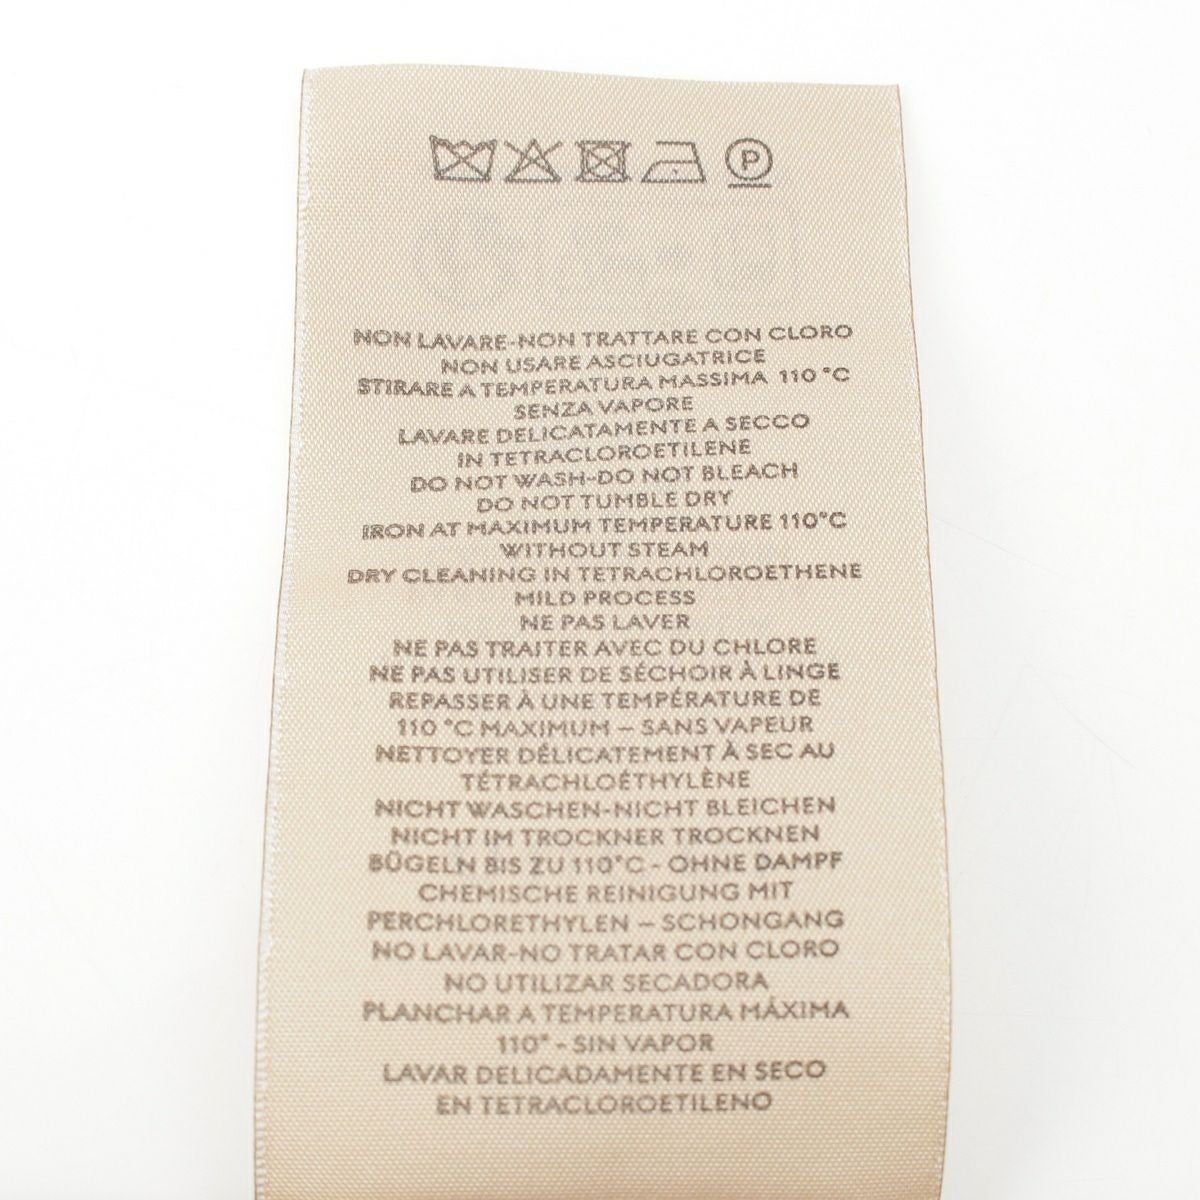 P
NON LAVARE-NON TRATTARE CON CLORO
NON USARE ASCIUGATRICE
STIRARE A TEMPERATURA MASSIMA 110 °C
SENZA VAPORE
LAVARE DELICATAMENTE A SECCO
IN TETRACLOROETILENE
DO NOT WASH-DO NOT BLEACH
DO NOT TUMBLE DRY
IRON AT MAXIMUM TEMPERATURE 110°C
WITHOUT STEAM
DRY CLEANING IN TETRACHLOROETHENE
MILD PROCESS
NE PAS LAVER
NE PAS TRAITER AVEC DU CHLORE
NE PAS UTILISER DE SÉCHOIR À LINGE
REPASSER À UNE TEMPÉRATURE DE
110 °C MAXIMUM – SANS VAPEUR
NETTOYER DÉLICATEMENT À SEC AU
TÉTRACHLOÉTHYLÈNE
NICHT WASCHEN-NICHT BLEICHEN
NICHT IM TROCKNER TROCKNEN
BÜGELN BIS ZU 110°C - OHNE DAMPF
CHEMISCHE REINIGUNG MIT
PERCHLORETHYLEN – SCHONGANG
NO LAVAR-NO TRATAR CON CLORO
NO UTILIZAR SECADORA
PLANCHAR A TEMPERATURA MÁXIMA
110° - SIN VAPOR
LAVAR DELICADAMENTE EN SECO
EN TETRACLOROETILENO